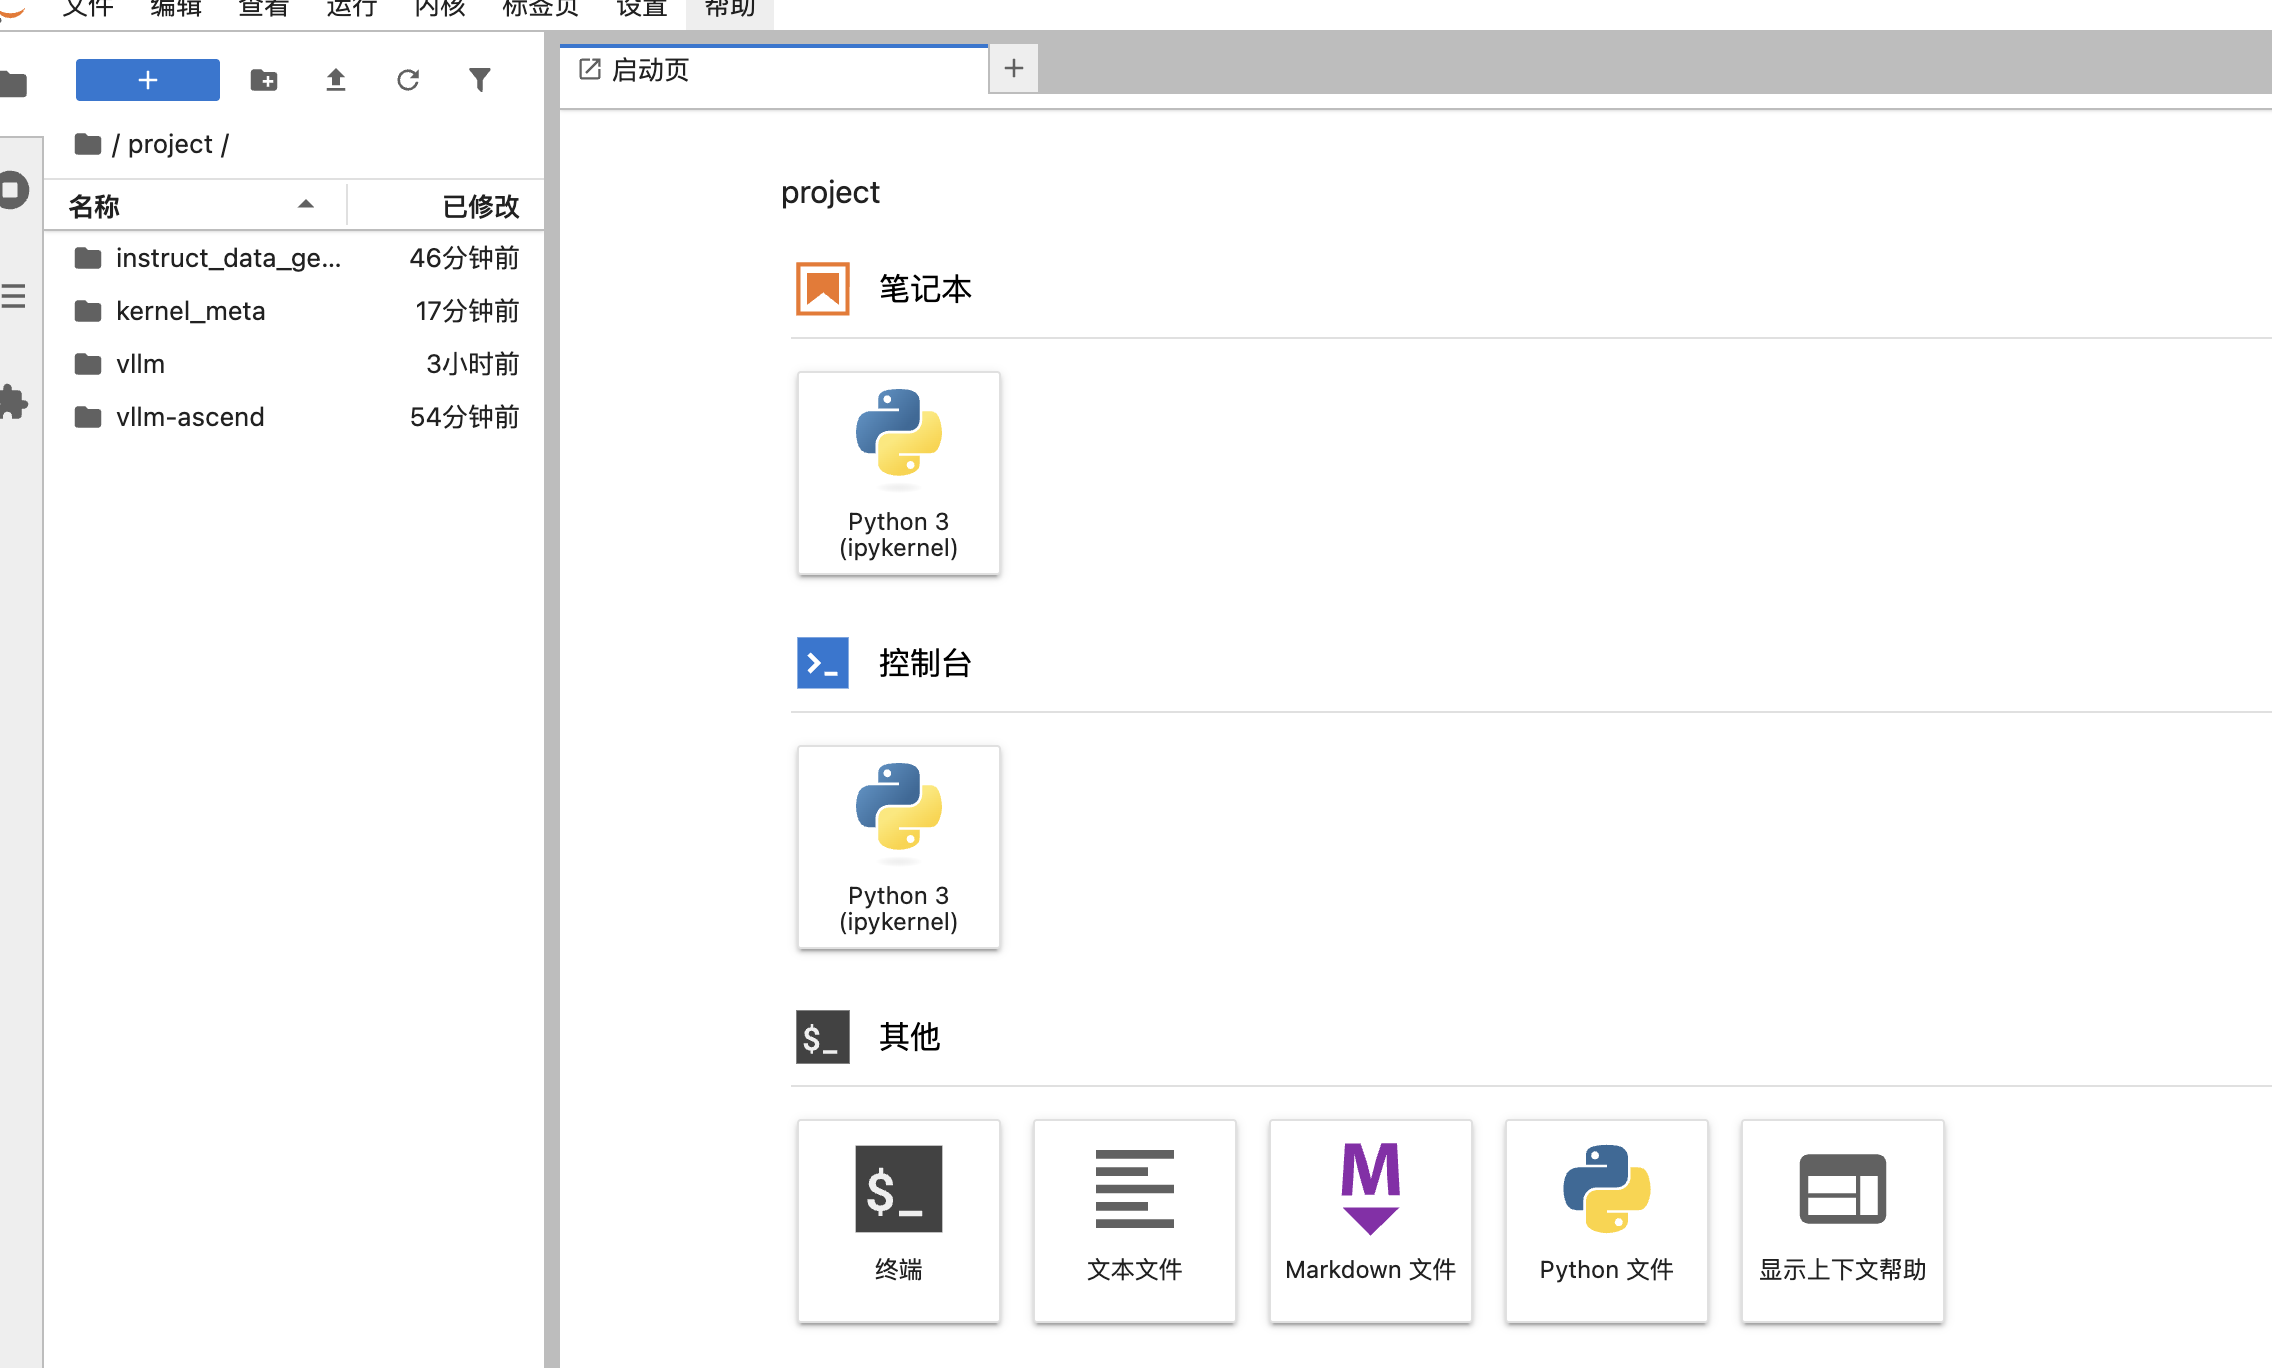 文件 编辑 查看 运行 内核 标签页 设置 帮助
启动页
/ project /
名称 已修改
instruct_data_ge... 46分钟前
kernel_meta 17分钟前
vllm 3小时前
vllm-ascend 54分钟前
project
笔记本
Python 3
(ipykernel)
控制台
Python 3
(ipykernel)
$_ 其他
$_
终端
文本文件
M
Markdown 文件
Python 文件
显示上下文帮助